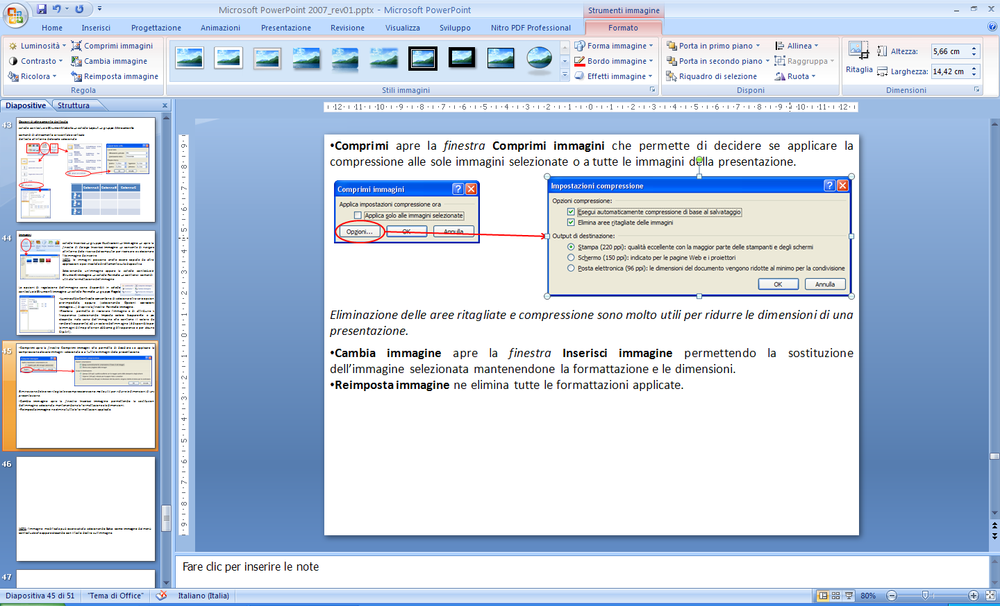 Microsoft PowerPoint 2007_rev01.pptx - Microsoft PowerPoint
Strumenti immagine
Home Inserisci Progettazione Animazioni Presentazione Revisione Visualizza Sviluppo Nitro PDF Professional Formato
Luminosità Comprimi immagini
Contrasto Cambia immagine
Ricolora Reimposta immagine
Regola
Stili immagini
Forma immagine
Bordo immagine
Effetti immagine
Porta in primo piano Allinea
Porta in secondo piano Raggruppa
Riquadro di selezione Ruota
Disponi
Ritaglia
Altezza: 5,66 cm
Larghezza: 14,42 cm
Dimensioni
Diapositive Struttura x
43
44
45
46
47
•Comprimi apre la finestra Comprimi immagini che permette di decidere se applicare la
compressione alle sole immagini selezionate o a tutte le immagini della presentazione.
Comprimi immagini
Applica impostazioni compressione ora
Applica solo alle immagini selezionate
Opzioni... OK Annulla
Impostazioni compressione
Opzioni compressione:
Esegui automaticamente compressione di base al salvataggio
Elimina aree ritagliate delle immagini
Output di destinazione:
Stampa (220 ppi): qualità eccellente con la maggior parte delle stampanti e degli schermi
Schermo (150 ppi): indicato per le pagine Web e i proiettori
Posta elettronica (96 ppi): le dimensioni del documento vengono ridotte al minimo per la condivisione
OK Annulla
Eliminazione delle aree ritagliate e compressione sono molto utili per ridurre le dimensioni di una
presentazione.
•Cambia immagine apre la finestra Inserisci immagine permettendo la sostituzione
dell'immagine selezionata mantenendone la formattazione e le dimensioni.
•Reimposta immagine ne elimina tutte le formattazioni applicate.
Fare clic per inserire le note
Diapositiva 45 di 51 "Tema di Office" Italiano (Italia) 80%